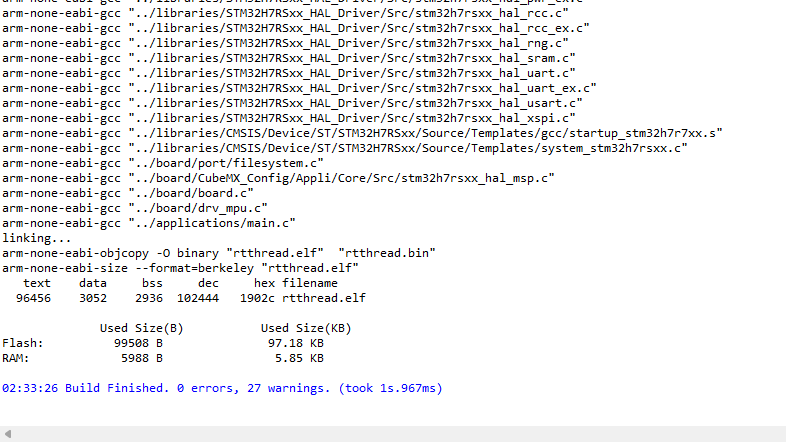 arm-none-eabi-gcc "../libraries/STM32H7RSxx_HAL_Driver/Src/stm32h7rsxx_hal_pwr_ex.c"
arm-none-eabi-gcc "../libraries/STM32H7RSxx_HAL_Driver/Src/stm32h7rsxx_hal_rcc.c"
arm-none-eabi-gcc "../libraries/STM32H7RSxx_HAL_Driver/Src/stm32h7rsxx_hal_rcc_ex.c"
arm-none-eabi-gcc "../libraries/STM32H7RSxx_HAL_Driver/Src/stm32h7rsxx_hal_rng.c"
arm-none-eabi-gcc "../libraries/STM32H7RSxx_HAL_Driver/Src/stm32h7rsxx_hal_sram.c"
arm-none-eabi-gcc "../libraries/STM32H7RSxx_HAL_Driver/Src/stm32h7rsxx_hal_uart.c"
arm-none-eabi-gcc "../libraries/STM32H7RSxx_HAL_Driver/Src/stm32h7rsxx_hal_uart_ex.c"
arm-none-eabi-gcc "../libraries/STM32H7RSxx_HAL_Driver/Src/stm32h7rsxx_hal_usart.c"
arm-none-eabi-gcc "../libraries/STM32H7RSxx_HAL_Driver/Src/stm32h7rsxx_hal_xspi.c"
arm-none-eabi-gcc "../libraries/CMSIS/Device/ST/STM32H7RSxx/Source/Templates/gcc/startup_stm32h7r7xx.s"
arm-none-eabi-gcc "../libraries/CMSIS/Device/ST/STM32H7RSxx/Source/Templates/system_stm32h7rsxx.c"
arm-none-eabi-gcc "../board/port/filesystem.c"
arm-none-eabi-gcc "../board/CubeMX_Config/Appli/Core/Src/stm32h7rsxx_hal_msp.c"
arm-none-eabi-gcc "../board/board.c"
arm-none-eabi-gcc "../board/drv_mpu.c"
arm-none-eabi-gcc "../applications/main.c"
linking...
arm-none-eabi-objcopy -O binary "rtthread.elf"  "rtthread.bin"
arm-none-eabi-size --format=berkeley "rtthread.elf"
   text    data     bss     dec     hex filename
  96456    3052    2936  102444   1902c rtthread.elf
             Used Size(B)           Used Size(KB)
Flash:         99508 B              97.18 KB
RAM:            5988 B               5.85 KB
02:33:26 Build Finished. 0 errors, 27 warnings. (took 1s.967ms)